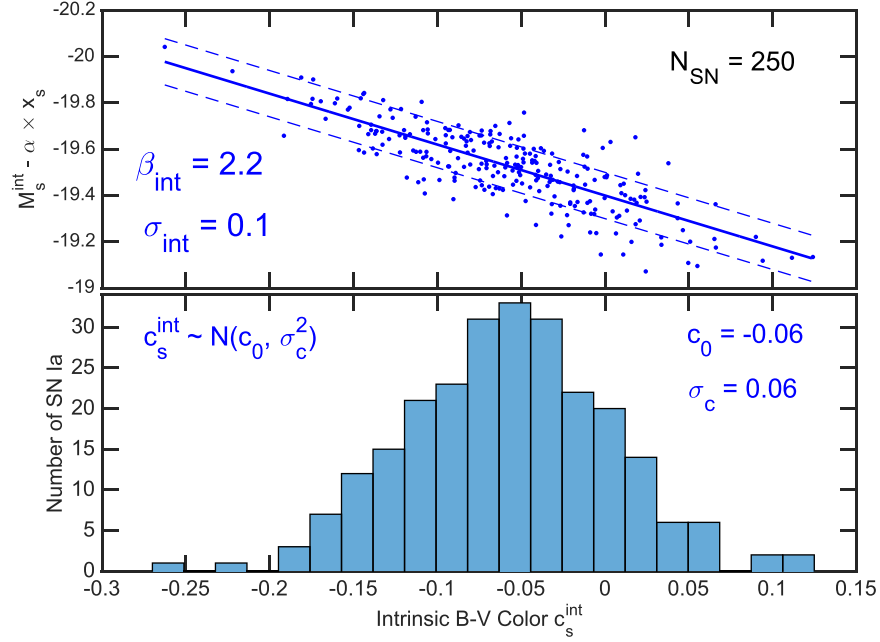 -20.2
-20
-19.8
-19.6
-19.4
-19.2
-19
M_s^int - α × x_s
N_SN = 250
β_int = 2.2
σ_int = 0.1
30
25
20
15
10
5
0
Number of SN Ia
c_s^int ~ N(c_0, σ_c^2)
c_0 = -0.06
σ_c = 0.06
-0.3 -0.25 -0.2 -0.15 -0.1 -0.05 0 0.05 0.1 0.15
Intrinsic B-V Color c_s^int